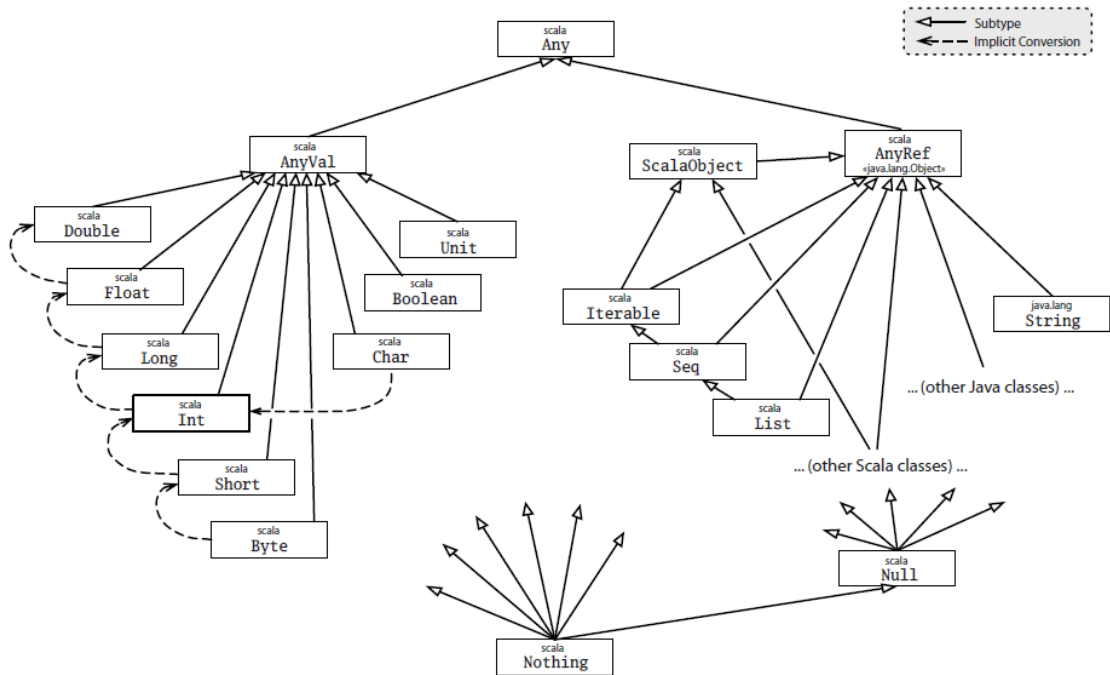 scala
Any
Subtype
Implicit Conversion
scala
AnyVal
scala
ScalaObject
scala
AnyRef
«java.lang.Object»
scala
Double
scala
Unit
scala
Float
scala
Boolean
scala
Iterable
java.lang
String
scala
Long
scala
Char
scala
Seq
... (other Java classes) ...
scala
Int
scala
List
scala
Short
... (other Scala classes) ...
scala
Byte
scala
Null
scala
Nothing